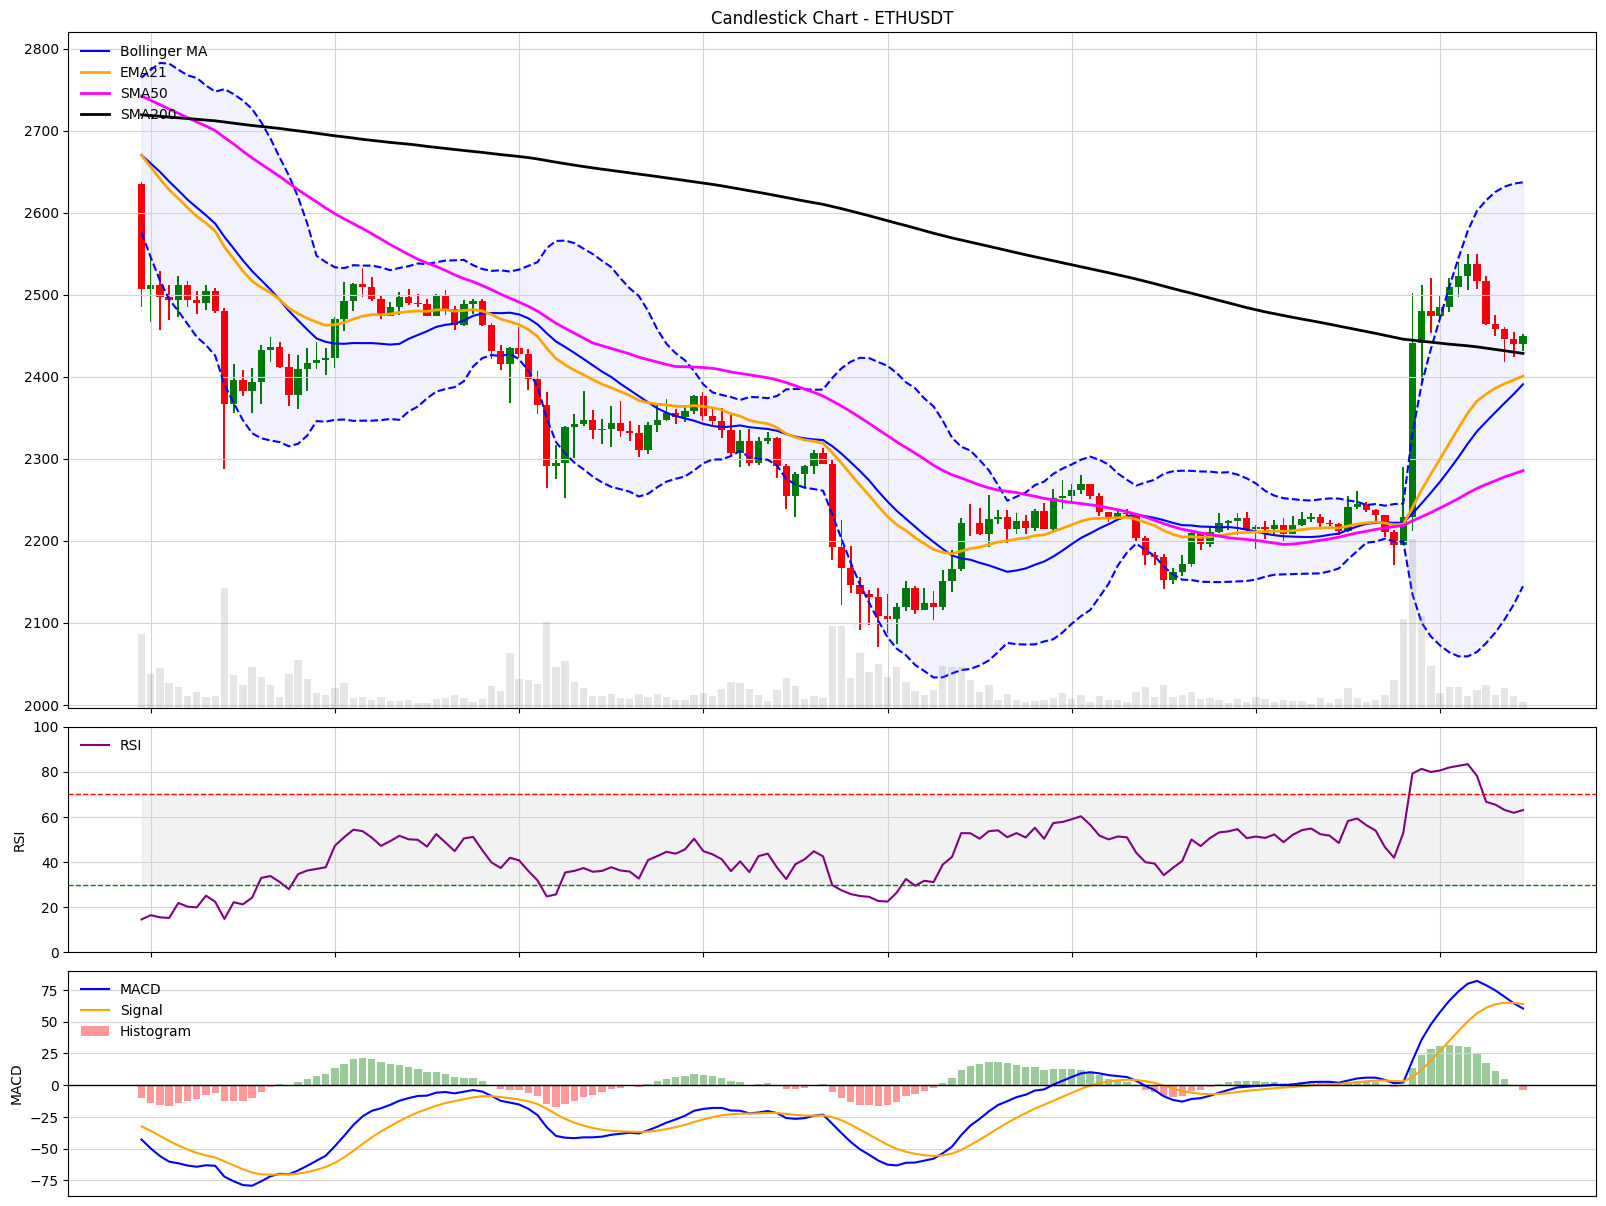 Candlestick Chart - ETHUSDT
2800
2700
2600
2500
2400
2300
2200
2100
2000
Bollinger MA
EMA21
SMA50
SMA200
100
80
60
40
20
0
RSI
RSI
75
50
25
0
−25
−50
−75
MACD
MACD
Signal
Histogram